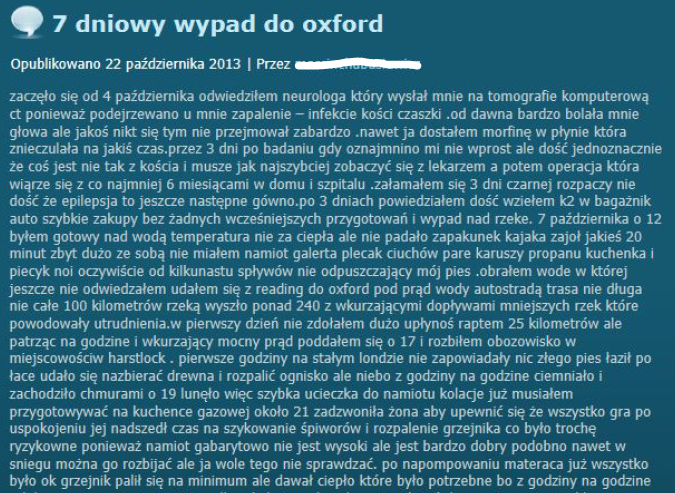 7 dniowy wypad do oxford
Opublikowano 22 października 2013 | Przez
zaczęło się od 4 października odwiedziłem neurologa który wysłał mnie na tomografie komputerową
ct ponieważ podejrzewano u mnie zapalenie – infekcie kości czaszki .od dawna bardzo bolała mnie
głowa ale jakoś nikt się tym nie przejmował zabardzo .nawet ja dostałem morfinę w płynie która
znieczulała na jakiś czas.przez 3 dni po badaniu gdy oznajmnino mi nie wprost ale dość jednoznacznie
że coś jest nie tak z kościa i musze jak najszybciej zobaczyć się z lekarzem a potem operacja która
wiąrze się z co najmniej 6 miesiącami w domu i szpitalu .załamałem się 3 dni czarnej rozpaczy nie
dość że epilepsja to jeszcze następne gówno.po 3 dniach powiedziałem dość wziełem k2 w bagażnik
auto szybkie zakupy bez żadnych wcześniejszych przygotowań i wypad nad rzeke. 7 października o 12
byłem gotowy nad wodą temperatura nie za ciepła ale nie padało zapakunek kajaka zajoł jakieś 20
minut zbyt dużo ze sobą nie miałem namiot galerta plecak ciuchów pare karuszy propanu kuchenka i
piecyk noi oczywiście od kilkunastu spływów nie odpuszczający mój pies .obrałem wode w której
jeszcze nie odwiedzałem udałem się z reading do oxford pod prąd wody autostradą trasa nie długa
nie całe 100 kilometrów rzeką wyszło ponad 240 z wkurzającymi dopływami mniejszych rzek które
powodowały utrudnienia.w pierwszy dzień nie zdołałem dużo upłynoś raptem 25 kilometrów ale
patrząc na godzine i wkurzający mocny prąd poddałem się o 17 i rozbiłem obozowisko w
miejscowościw harstlock . pierwsze godziny na stałym londzie nie zapowiadały nic złego pies łaził po
łace udało się nazbierać drewna i rozpalić ognisko ale niebo z godziny na godzine ciemniało i
zachodziło chmurami o 19 lunęło więc szybka ucieczka do namiotu kolacje już musiałem
przygotowywać na kuchence gazowej około 21 zadzwoniła żona aby upewnić się że wszystko gra po
uspokojeniu jej nadszedł czas na szykowanie śpiworów i rozpalenie grzejnika co było trochę
ryzykowne ponieważ namiot gabarytowo nie jest wysoki ale jest bardzo dobry podobno nawet w
sniegu można go rozbijać ale ja wole tego nie sprawdzać. po napompowaniu materaca już wszystko
było ok grzejnik palił się na minimum ale dawał ciepło które było potrzebne bo z godziny na godzine